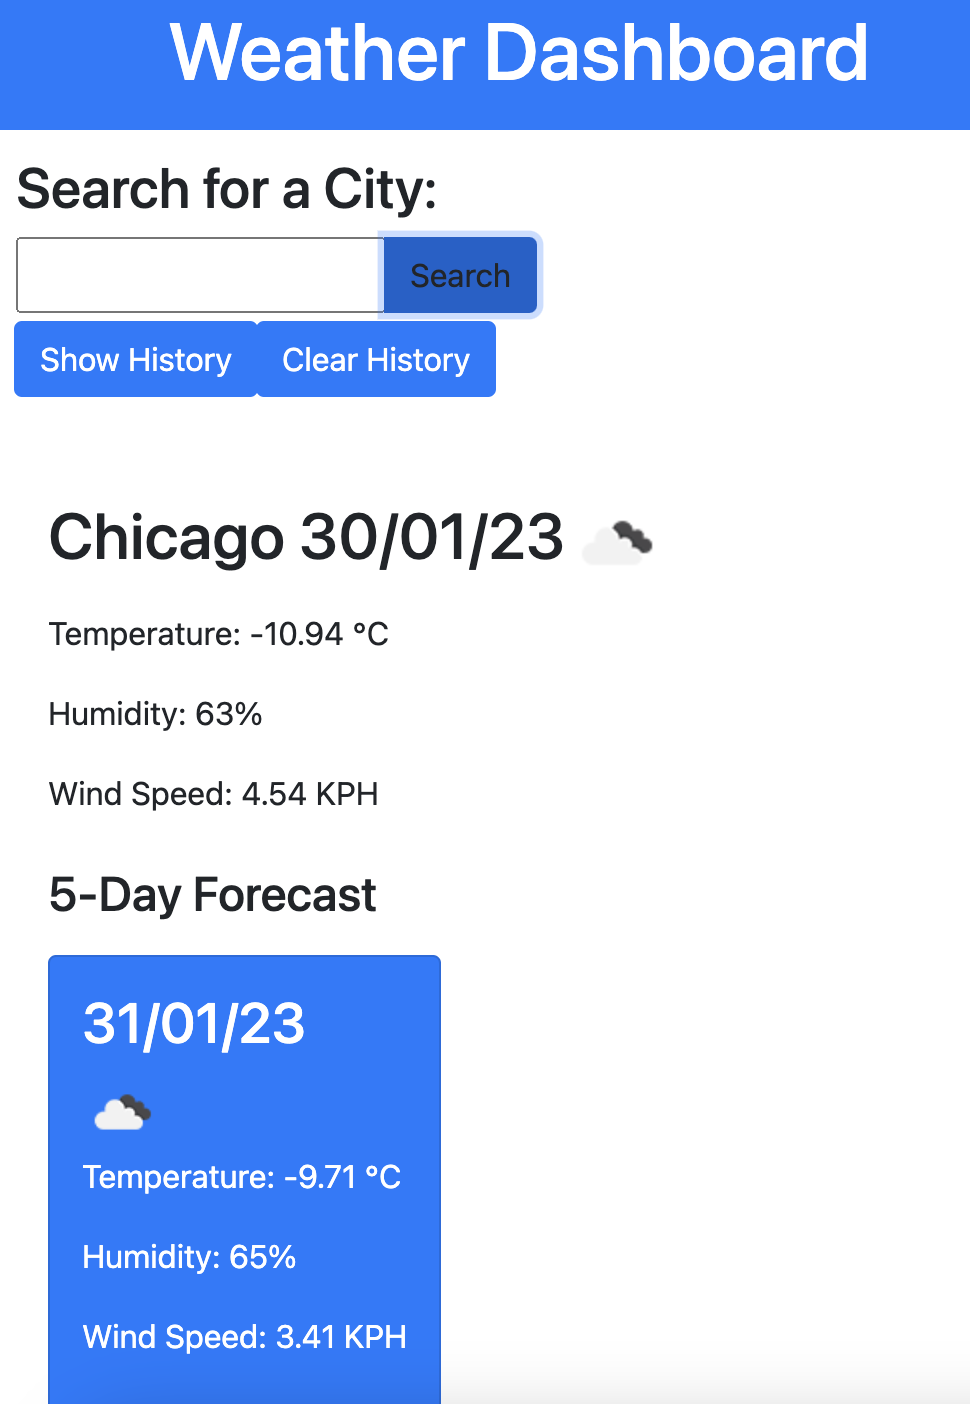 Weather Dashboard
Search for a City:
Search
Show History Clear History
Chicago 30/01/23
Temperature: -10.94 °C
Humidity: 63%
Wind Speed: 4.54 KPH
5-Day Forecast
31/01/23
Temperature: -9.71 °C
Humidity: 65%
Wind Speed: 3.41 KPH